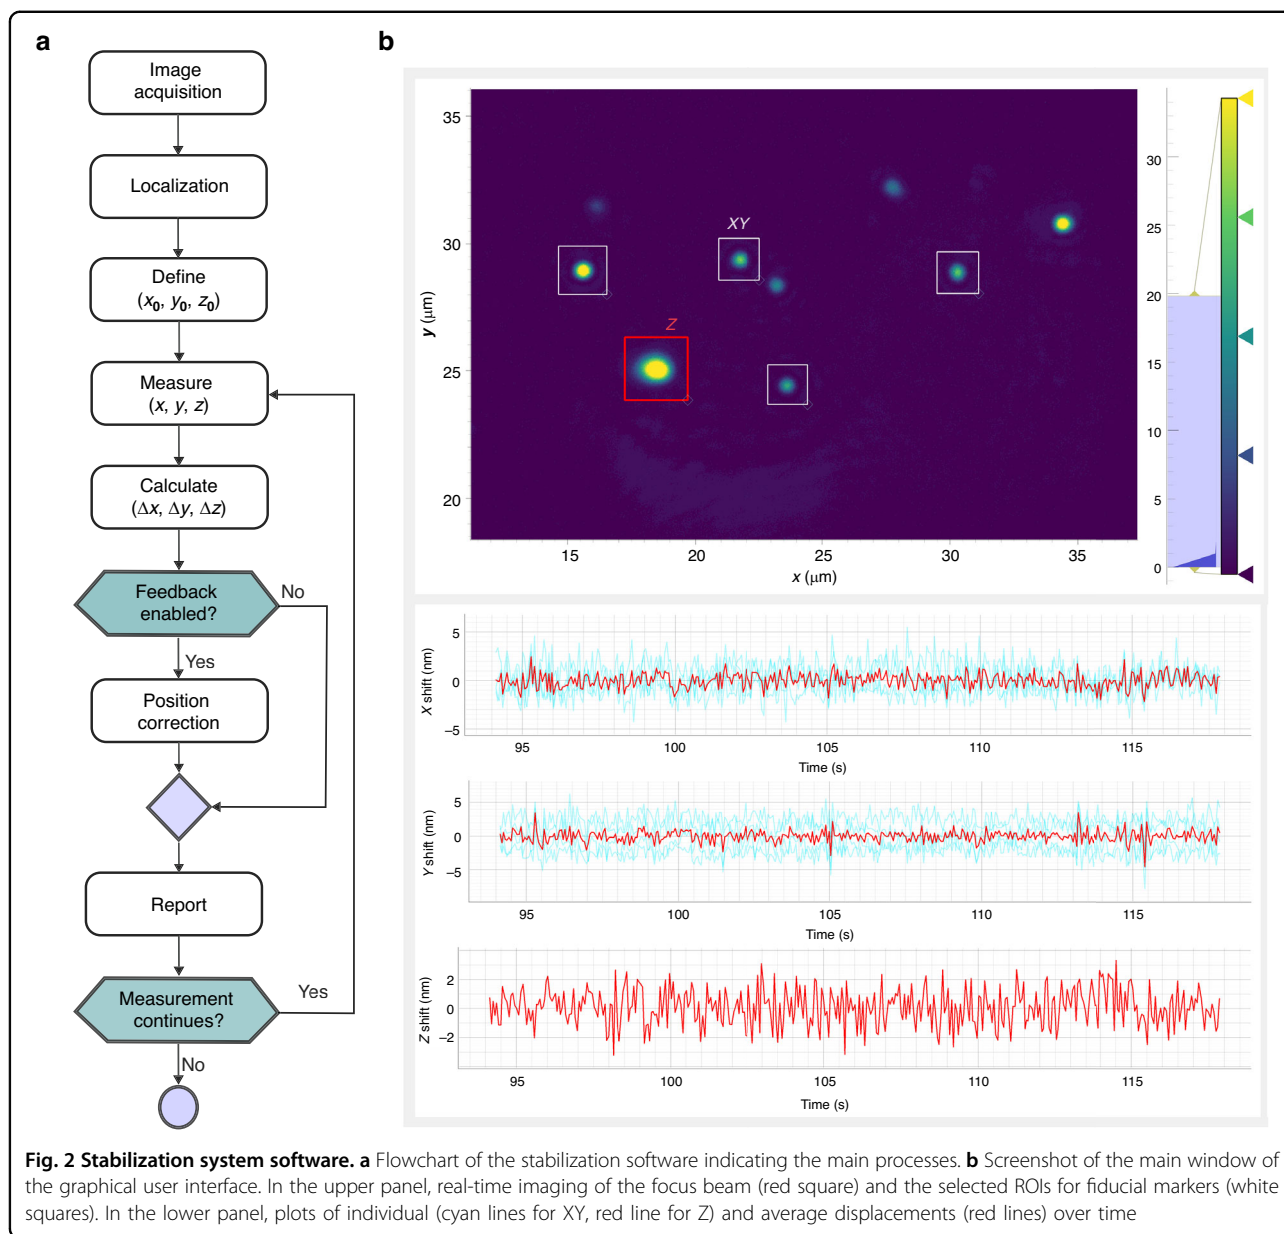 a
Image
acquisition
Localization
Define
(x₀, y₀, z₀)
Measure
(x, y, z)
Calculate
(Δx, Δy, Δz)
Feedback
enabled?
No
Yes
Position
correction
Report
Measurement
continues?
Yes
No
b
35
30
25
20
y (μm)
XY
Z
15
20
25
30
35
x (μm)
30
25
20
15
10
5
0
X shift (nm)
5
0
−5
95
100
105
110
115
Time (s)
Y shift (nm)
5
0
−5
95
100
105
110
115
Time (s)
Z shift (nm)
2
0
−2
95
100
105
110
115
Time (s)
Fig. 2 Stabilization system software. a Flowchart of the stabilization software indicating the main processes. b Screenshot of the main window of
the graphical user interface. In the upper panel, real-time imaging of the focus beam (red square) and the selected ROIs for fiducial markers (white
squares). In the lower panel, plots of individual (cyan lines for XY, red line for Z) and average displacements (red lines) over time